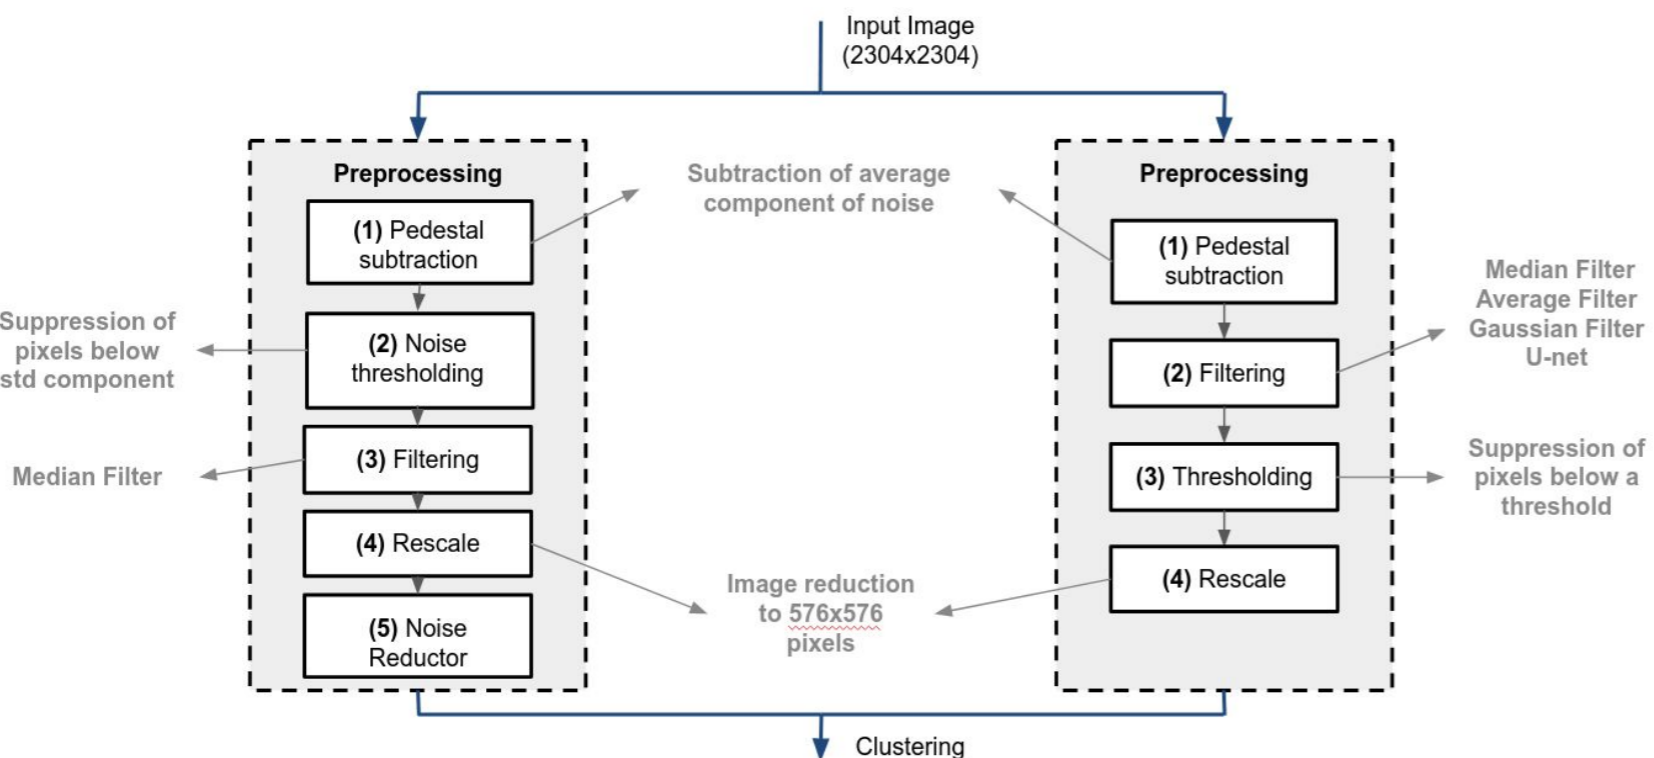 Input Image
(2304x2304)
Preprocessing
(1) Pedestal
subtraction
(2) Noise
thresholding
(3) Filtering
(4) Rescale
(5) Noise
Reductor
Suppression of
pixels below
std component
Median Filter
Subtraction of average
component of noise
Image reduction
to 576x576
pixels
Preprocessing
(1) Pedestal
subtraction
(2) Filtering
(3) Thresholding
(4) Rescale
Median Filter
Average Filter
Gaussian Filter
U-net
Suppression of
pixels below a
threshold
Clustering